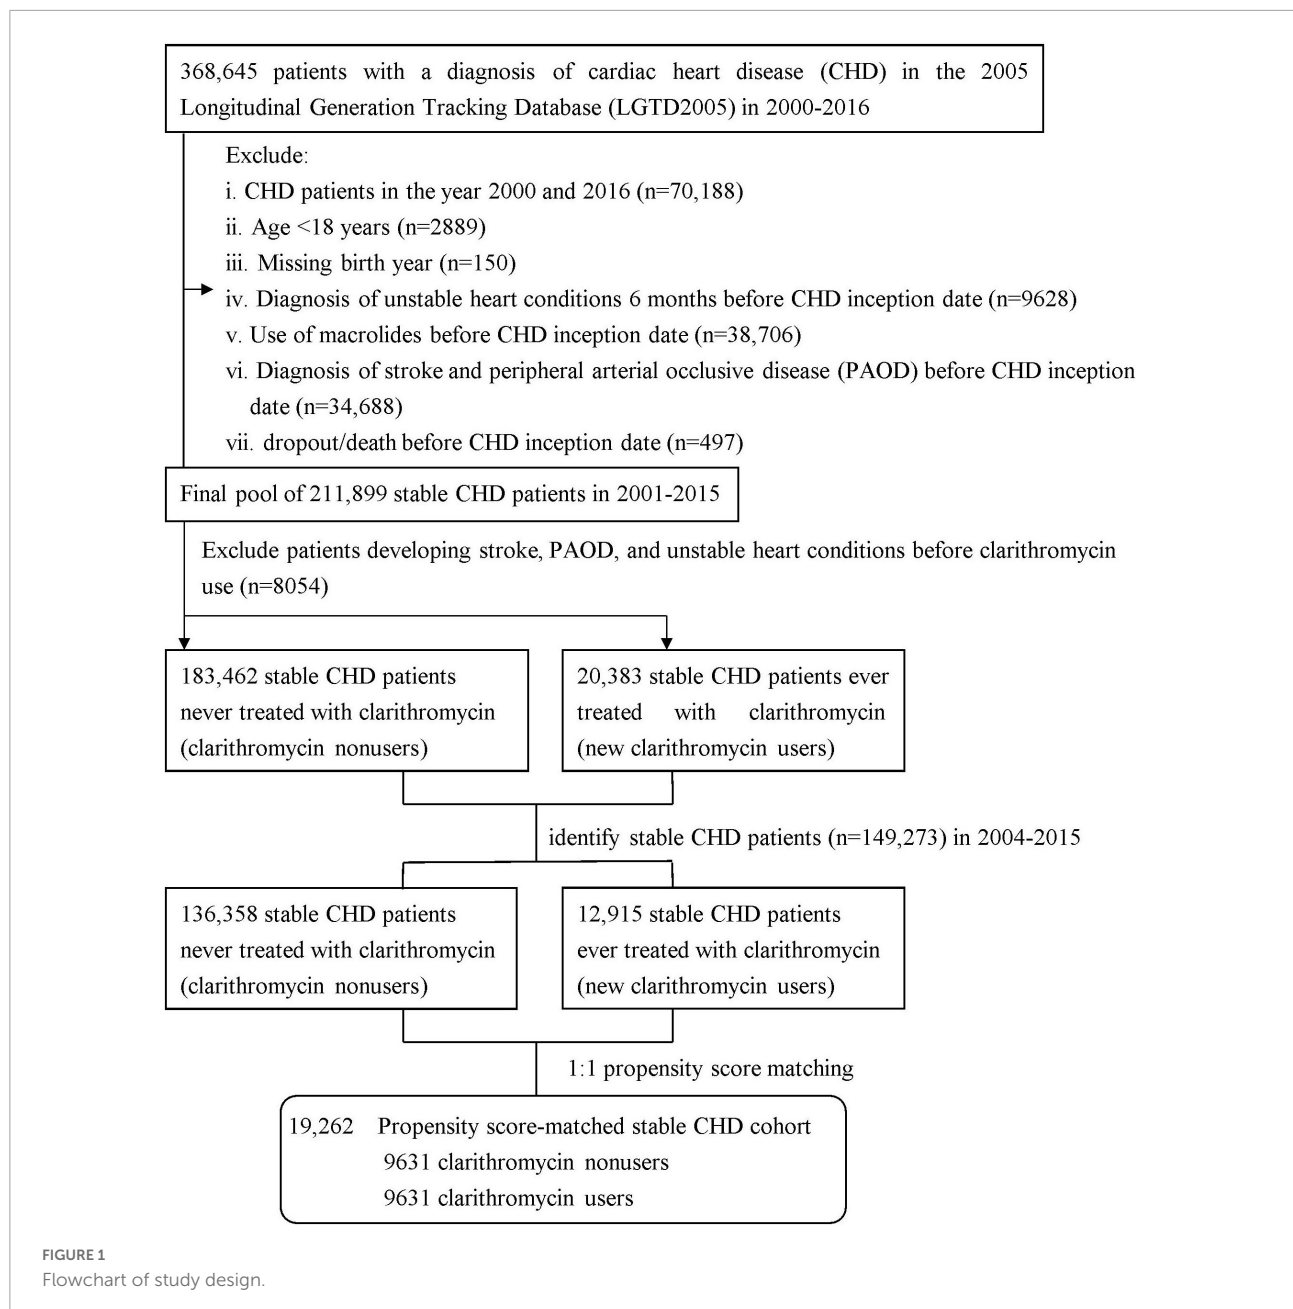 368,645 patients with a diagnosis of cardiac heart disease (CHD) in the 2005
Longitudinal Generation Tracking Database (LGTD2005) in 2000-2016
Exclude:
i. CHD patients in the year 2000 and 2016 (n=70,188)
ii. Age <18 years (n=2889)
iii. Missing birth year (n=150)
iv. Diagnosis of unstable heart conditions 6 months before CHD inception date (n=9628)
v. Use of macrolides before CHD inception date (n=38,706)
vi. Diagnosis of stroke and peripheral arterial occlusive disease (PAOD) before CHD inception
date (n=34,688)
vii. dropout/death before CHD inception date (n=497)
Final pool of 211,899 stable CHD patients in 2001-2015
Exclude patients developing stroke, PAOD, and unstable heart conditions before clarithromycin
use (n=8054)
183,462 stable CHD patients
never treated with clarithromycin
(clarithromycin nonusers)
20,383 stable CHD patients ever
treated with clarithromycin
(new clarithromycin users)
identify stable CHD patients (n=149,273) in 2004-2015
136,358 stable CHD patients
never treated with clarithromycin
(clarithromycin nonusers)
12,915 stable CHD patients
ever treated with clarithromycin
(new clarithromycin users)
1:1 propensity score matching
19,262 Propensity score-matched stable CHD cohort
9631 clarithromycin nonusers
9631 clarithromycin users
FIGURE 1
Flowchart of study design.